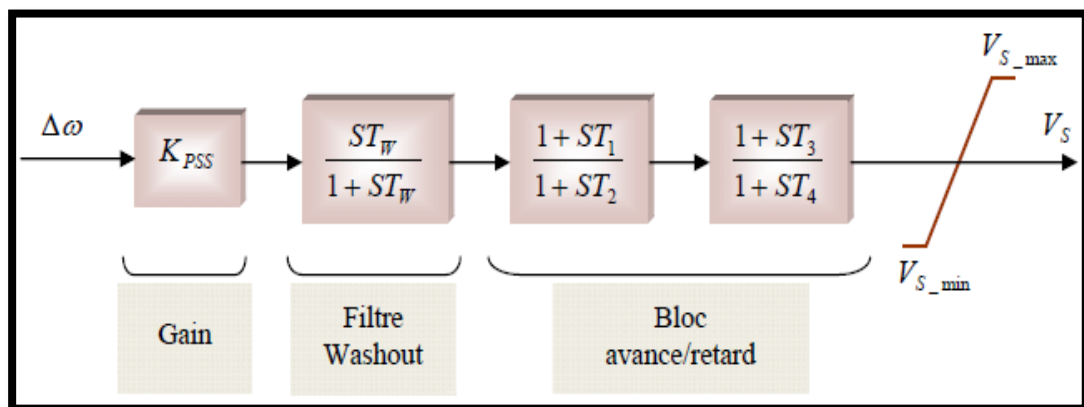 Δω
K_PSS
ST_W
1 + ST_W
1 + ST_1
1 + ST_2
1 + ST_3
1 + ST_4
V_S_max
V_S
V_S_min
Gain
Filtre
Washout
Bloc
avance/retard